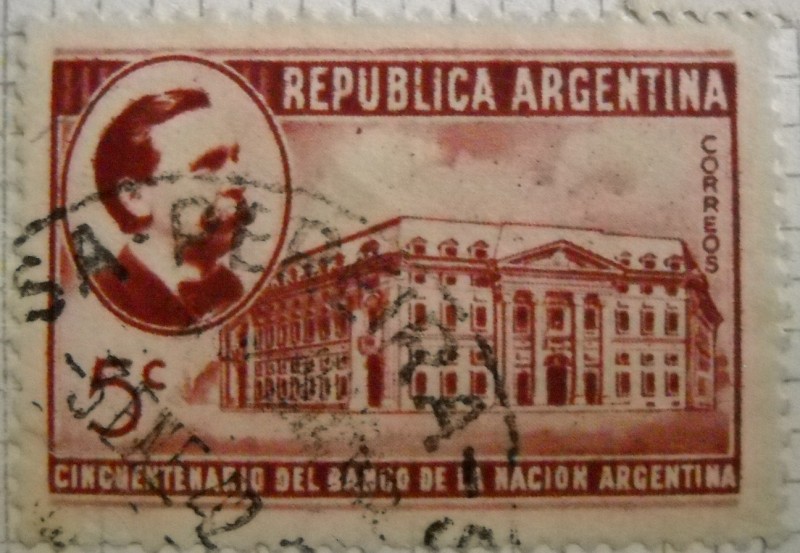 REPUBLICA ARGENTINA
CORREOS
5c
CINCUENTENARIO DEL BANCO DE LA NACION ARGENTINA